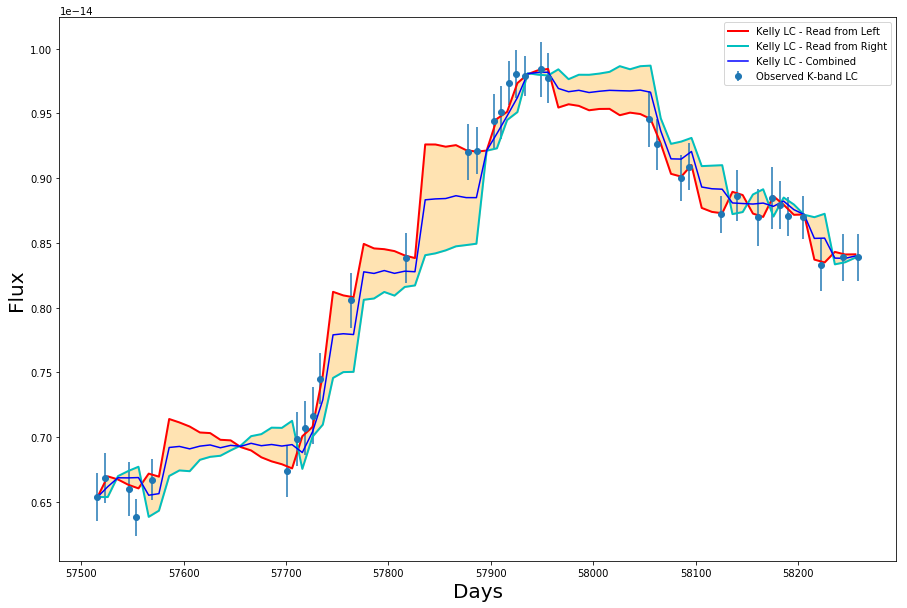 1e−14
Kelly LC - Read from Left
Kelly LC - Read from Right
Kelly LC - Combined
Observed K-band LC
1.00
0.95
0.90
0.85
0.80
0.75
0.70
0.65
Flux
57500 57600 57700 57800 57900 58000 58100 58200
Days